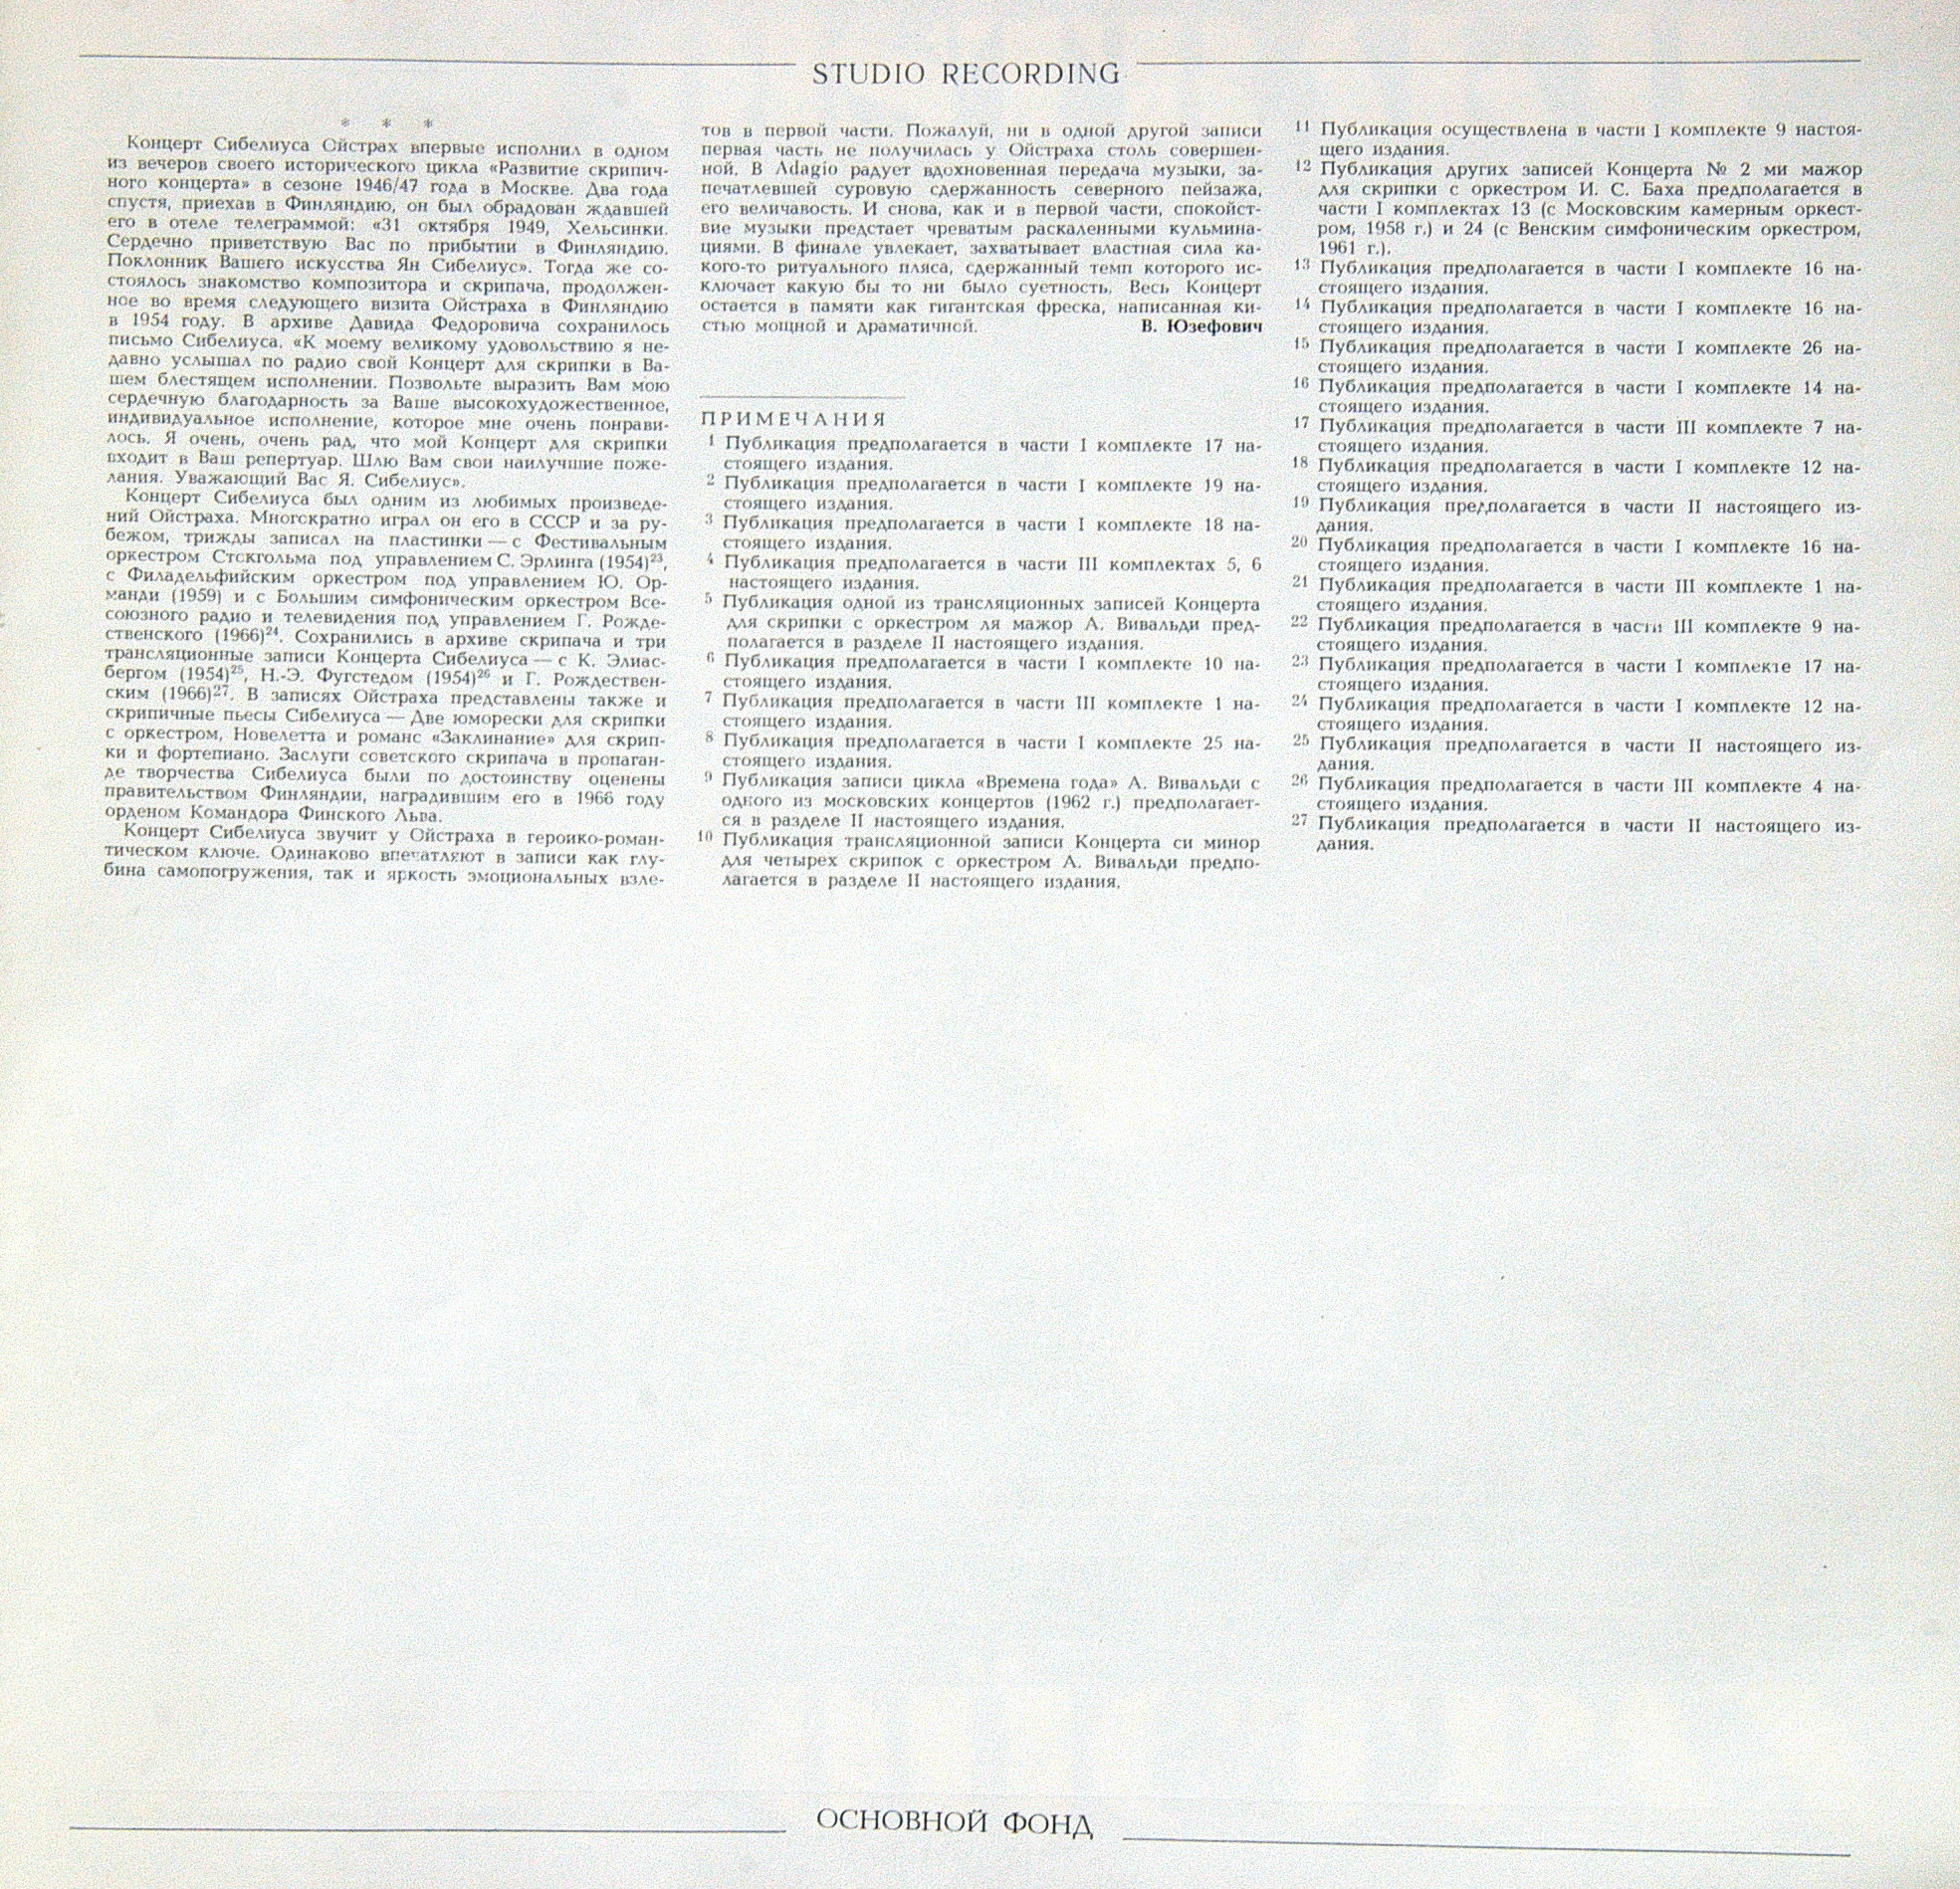 STUDIO RECORDING
* * *
Концерт Сибелиуса Ойстрах впервые исполнил в одном
из вечеров своего исторического цикла «Развитие скрипич-
ного концерта» в сезоне 1946/47 года в Москве. Два года
спустя, приехав в Финляндию, он был обрадован ждавшей
его в отеле телеграммой: «31 октября 1949, Хельсинки.
Сердечно приветствую Вас по прибытии в Финляндию.
Поклонник Вашего искусства Ян Сибелиус». Тогда же со-
стоялось знакомство композитора и скрипача, продолжен-
ное во время следующего визита Ойстраха в Финляндию
в 1954 году. В архиве Давида Федоровича сохранилось
письмо Сибелиуса. «К моему великому удовольствию я не-
давно услышал по радио свой Концерт для скрипки в Ва-
шем блестящем исполнении. Позвольте выразить Вам мою
сердечную благодарность за Ваше высокохудожественное,
индивидуальное исполнение, которое мне очень понрави-
лось. Я очень, очень рад, что мой Концерт для скрипки
входит в Ваш репертуар. Шлю Вам свои наилучшие поже-
лания. Уважающий Вас Я. Сибелиус».
Концерт Сибелиуса был одним из любимых произведе-
ний Ойстраха. Многократно играл он его в СССР и за ру-
бежом, трижды записал на пластинки — с Фестивальным
оркестром Стокгольма под управлением С. Эрлинга (1954)²³,
с Филадельфийским оркестром под управлением Ю. Ор-
манди (1959) и с Большим симфоническим оркестром Все-
союзного радио и телевидения под управлением Г. Рожде-
ственского (1966)²⁴. Сохранились в архиве скрипача и три
трансляционные записи Концерта Сибелиуса — с К. Элиас-
бергом (1954)²⁵, Н.-Э. Фугстедом (1954)²⁶ и Г. Рождествен-
ским (1966)²⁷. В записях Ойстраха представлены также и
скрипичные пьесы Сибелиуса — Две юморески для скрипки
с оркестром, Новелетта и романс «Заклинание» для скрип-
ки и фортепиано. Заслуги советского скрипача в пропаган-
де творчества Сибелиуса были по достоинству оценены
правительством Финляндии, наградившим его в 1966 году
орденом Командора Финского Льва.
Концерт Сибелиуса звучит у Ойстраха в героико-роман-
тическом ключе. Одинаково впечатляют в записи как глу-
бина самопогружения, так и яркость эмоциональных взле-
тов в первой части. Пожалуй, ни в одной другой записи
первая часть не получилась у Ойстраха столь совершен-
ной. В Adagio радует вдохновенная передача музыки, за-
печатлевшей суровую сдержанность северного пейзажа,
его величавость. И снова, как и в первой части, спокойст-
вие музыки предстает чреватым раскаленными кульмина-
циями. В финале увлекает, захватывает властная сила ка-
кого-то ритуального пляса, сдержанный темп которого ис-
ключает какую бы то ни было суетность. Весь Концерт
остается в памяти как гигантская фреска, написанная ки-
стью мощной и драматичной. В. Юзефович
ПРИМЕЧАНИЯ
1 Публикация предполагается в части I комплекте 17 на-
стоящего издания.
2 Публикация предполагается в части I комплекте 19 на-
стоящего издания.
3 Публикация предполагается в части I комплекте 18 на-
стоящего издания.
4 Публикация предполагается в части III комплектах 5, 6
настоящего издания.
5 Публикация одной из трансляционных записей Концерта
для скрипки с оркестром ля мажор А. Вивальди пред-
полагается в разделе II настоящего издания.
6 Публикация предполагается в части I комплекте 10 на-
стоящего издания.
7 Публикация предполагается в части III комплекте 1 на-
стоящего издания.
8 Публикация предполагается в части I комплекте 25 на-
стоящего издания.
9 Публикация записи цикла «Времена года» А. Вивальди с
одного из московских концертов (1962 г.) предполагает-
ся в разделе II настоящего издания.
10 Публикация трансляционной записи Концерта си минор
для четырех скрипок с оркестром А. Вивальди предпо-
лагается в разделе II настоящего издания.
11 Публикация осуществлена в части I комплекте 9 настоя-
щего издания.
12 Публикация других записей Концерта № 2 ми мажор
для скрипки с оркестром И. С. Баха предполагается в
части I комплектах 13 (с Московским камерным оркест-
ром, 1958 г.) и 24 (с Венским симфоническим оркестром,
1961 г.).
13 Публикация предполагается в части I комплекте 16 на-
стоящего издания.
14 Публикация предполагается в части I комплекте 16 на-
стоящего издания.
15 Публикация предполагается в части I комплекте 26 на-
стоящего издания.
16 Публикация предполагается в части I комплекте 14 на-
стоящего издания.
17 Публикация предполагается в части III комплекте 7 на-
стоящего издания.
18 Публикация предполагается в части I комплекте 12 на-
стоящего издания.
19 Публикация предполагается в части II настоящего из-
дания.
20 Публикация предполагается в части I комплекте 16 на-
стоящего издания.
21 Публикация предполагается в части III комплекте 1 на-
стоящего издания.
22 Публикация предполагается в части III комплекте 9 на-
стоящего издания.
23 Публикация предполагается в части I комплекте 17 на-
стоящего издания.
24 Публикация предполагается в части I комплекте 12 на-
стоящего издания.
25 Публикация предполагается в части II настоящего из-
дания.
26 Публикация предполагается в части III комплекте 4 на-
стоящего издания.
27 Публикация предполагается в части II настоящего из-
дания.
ОСНОВНОЙ ФОНД